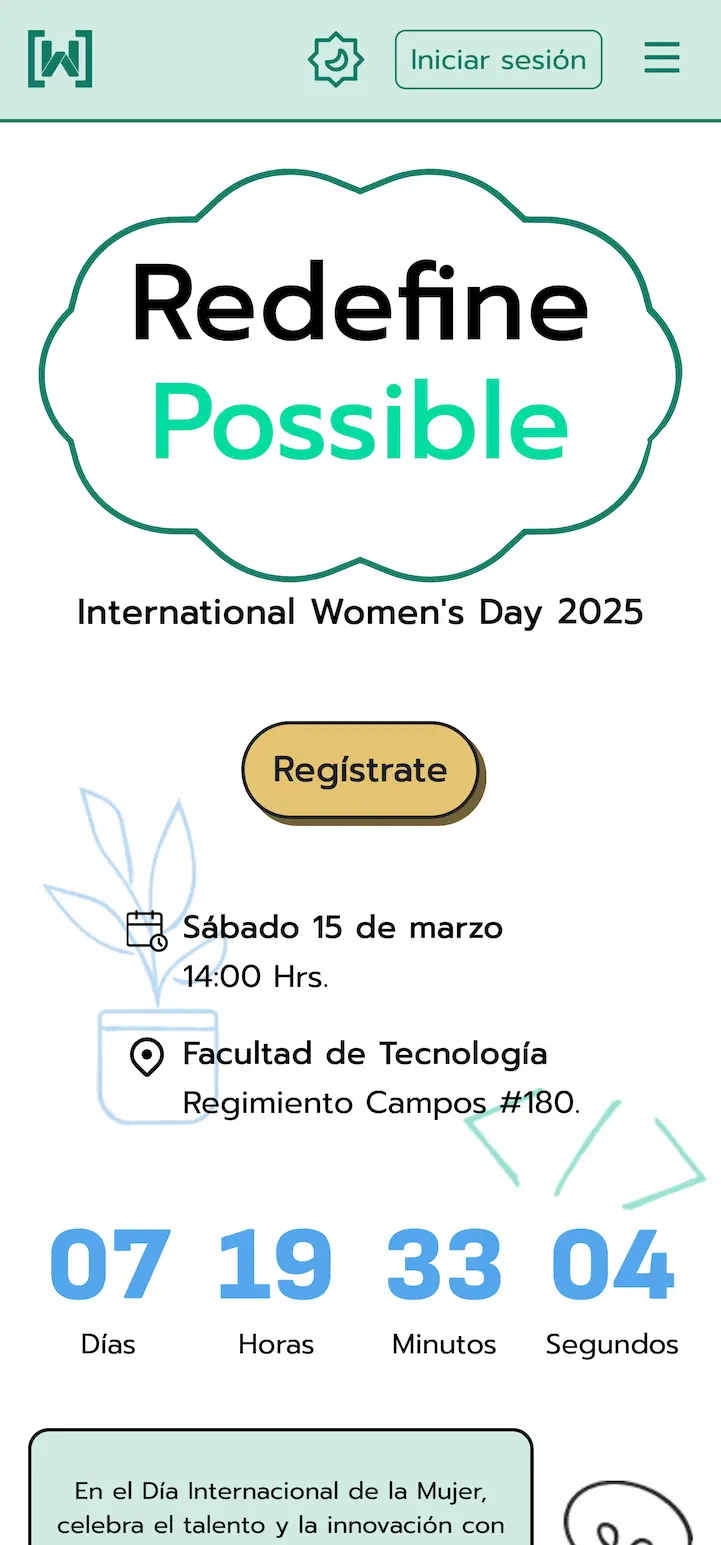 [W]
Iniciar sesión
Redefine
Possible
International Women's Day 2025
Regístrate
Sábado 15 de marzo
14:00 Hrs.
Facultad de Tecnología
Regimiento Campos #180.
</>
07 19 33 04
Días Horas Minutos Segundos
En el Día Internacional de la Mujer,
celebra el talento y la innovación con